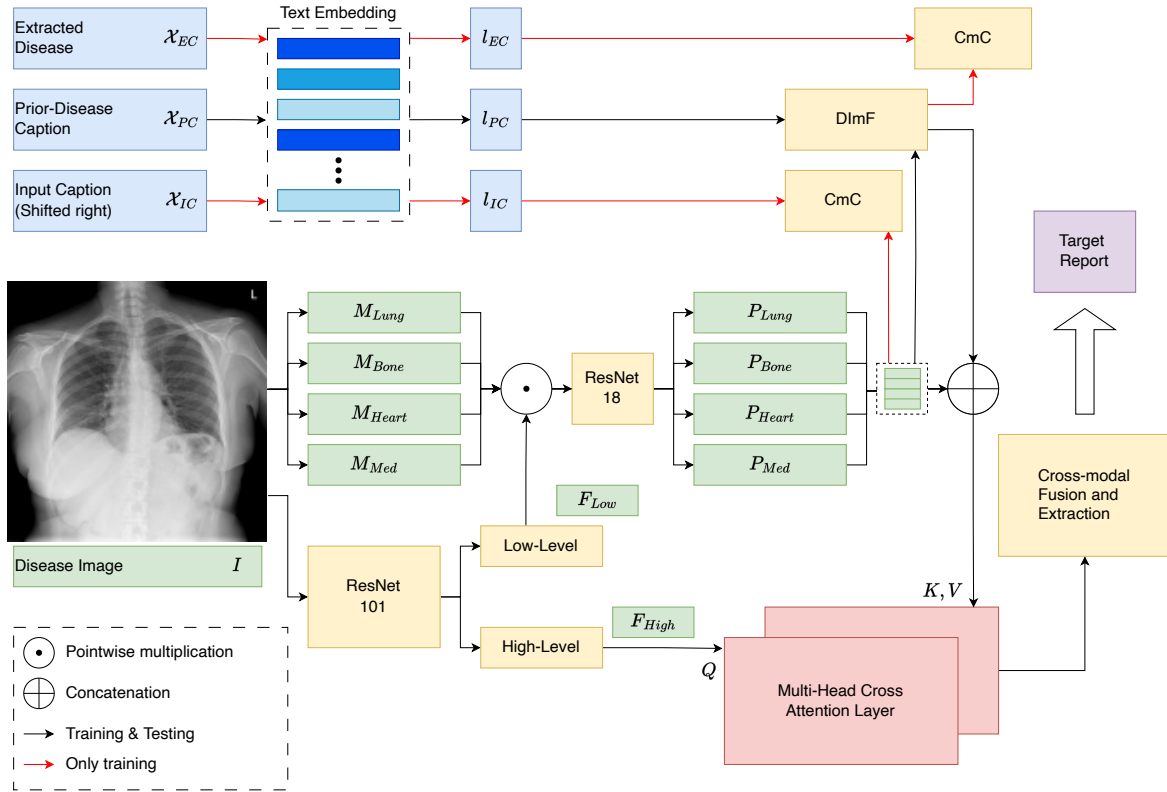 Text Embedding
Extracted
Disease
𝒳_EC
l_EC
CmC
Prior-Disease
Caption
𝒳_PC
l_PC
DImF
Input Caption
(Shifted right)
𝒳_IC
l_IC
CmC
Target
Report
L
M_Lung
M_Bone
M_Heart
M_Med
ResNet
18
P_Lung
P_Bone
P_Heart
P_Med
F_Low
Low-Level
Cross-modal
Fusion and
Extraction
Disease Image
I
ResNet
101
High-Level
F_High
Q
K, V
Multi-Head Cross
Attention Layer
Pointwise multiplication
Concatenation
Training & Testing
Only training